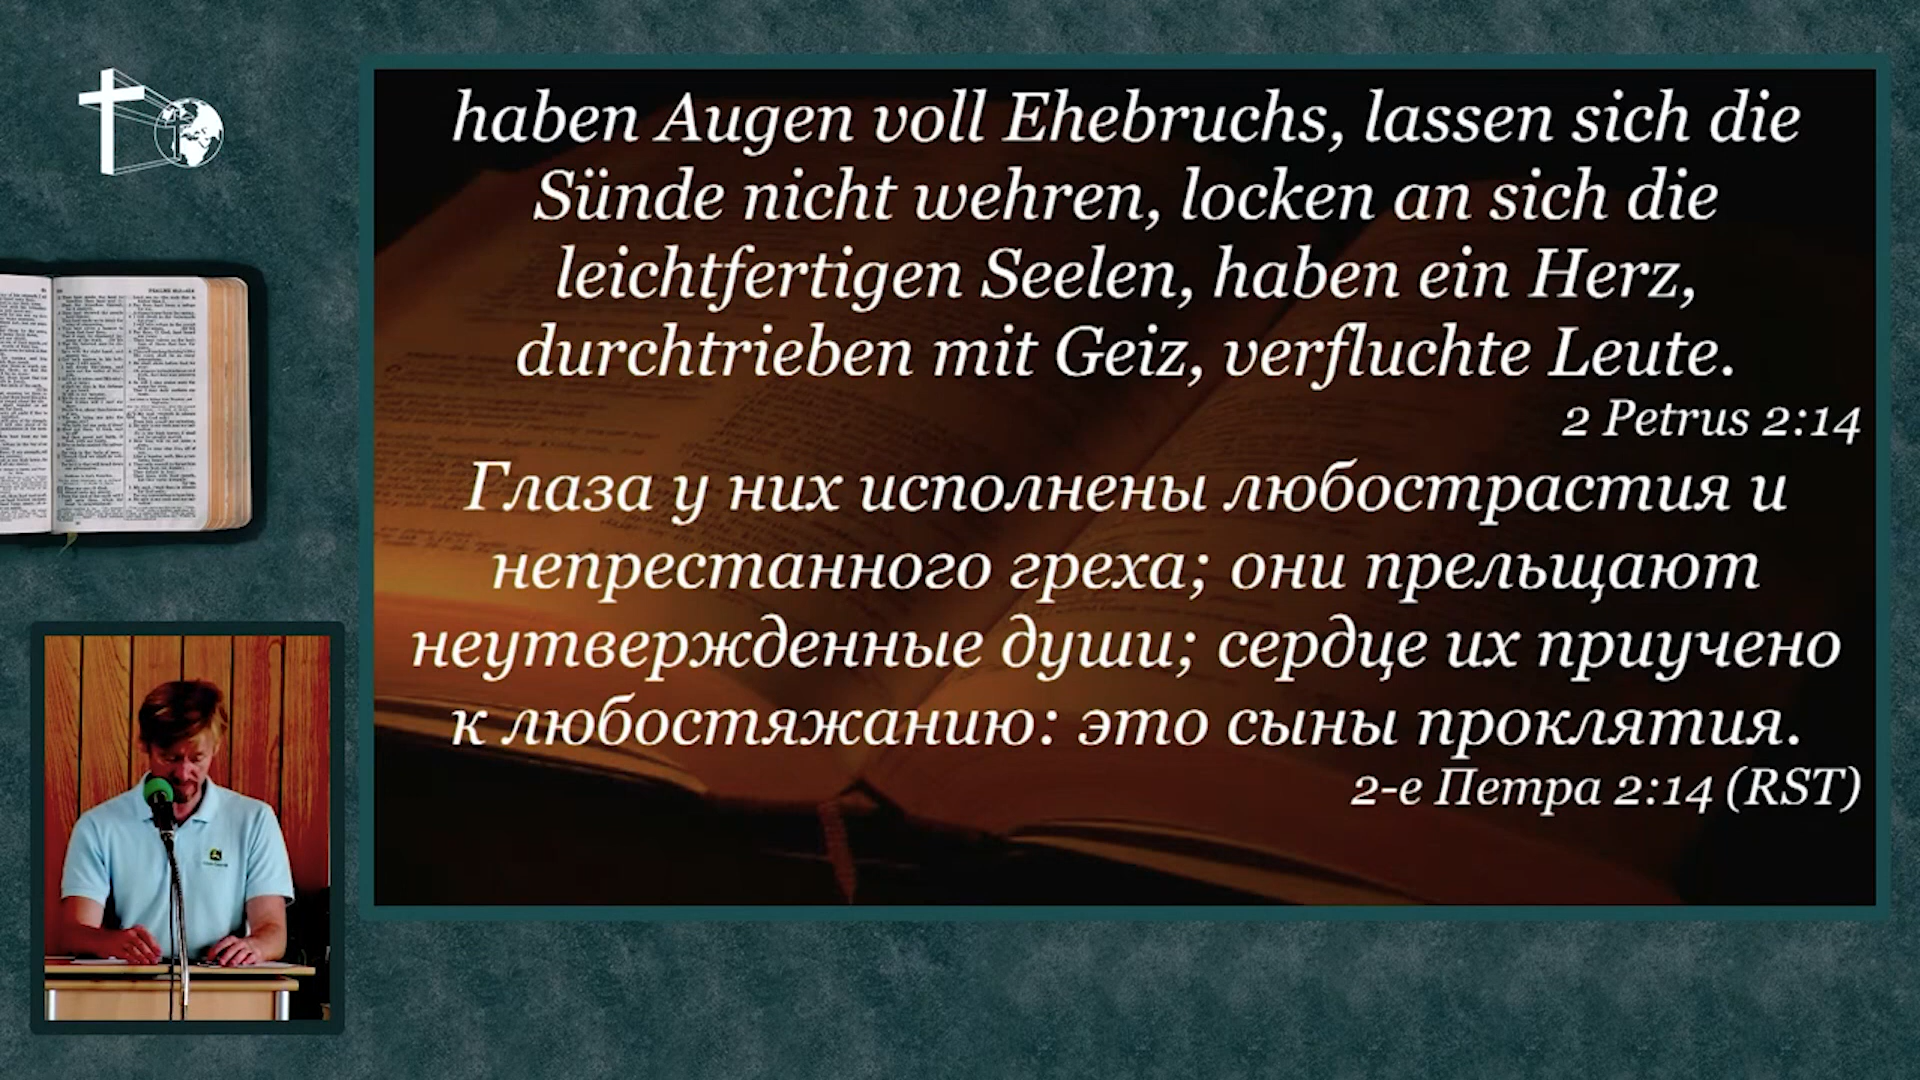 haben Augen voll Ehebruchs, lassen sich die
Sünde nicht wehren, locken an sich die
leichtfertigen Seelen, haben ein Herz,
durchtrieben mit Geiz, verfluchte Leute.
2 Petrus 2:14
Глаза у них исполнены любострастия и
непрестанного греха; они прельщают
неутвержденные души; сердце их приучено
к любостяжанию: это сыны проклятия.
2-е Петра 2:14 (RST)